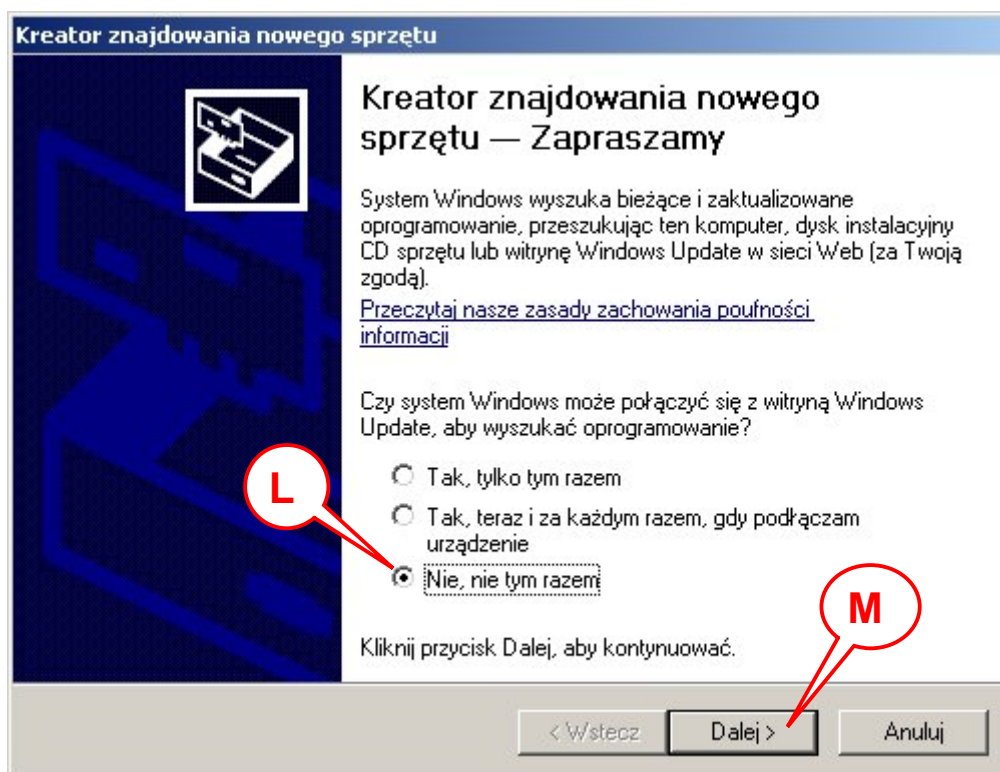 Kreator znajdowania nowego sprzętu
Kreator znajdowania nowego
sprzętu — Zapraszamy
System Windows wyszuka bieżące i zaktualizowane
oprogramowanie, przeszukując ten komputer, dysk instalacyjny
CD sprzętu lub witrynę Windows Update w sieci Web (za Twoją
zgodą).
Przeczytaj nasze zasady zachowania poufności
informacji
Czy system Windows może połączyć się z witryną Windows
Update, aby wyszukać oprogramowanie?
L
Tak, tylko tym razem
Tak, teraz i za każdym razem, gdy podłączam
urządzenie
Nie, nie tym razem
M
Kliknij przycisk Dalej, aby kontynuować.
< Wstecz Dalej > Anuluj